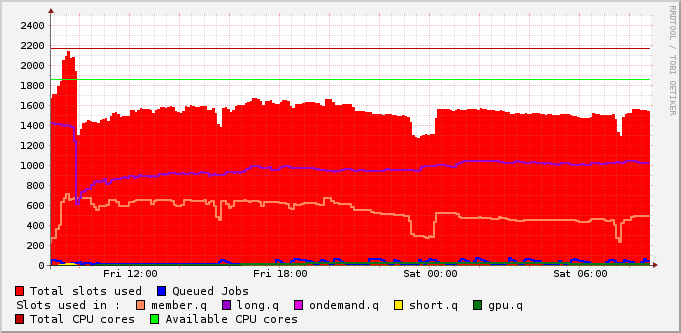 2400
2200
2000
1800
1600
1400
1200
1000
800
600
400
200
0
Fri 12:00 Fri 18:00 Sat 00:00 Sat 06:00
Total slots used Queued Jobs
Slots used in : member.q long.q ondemand.q short.q gpu.q
Total CPU cores Available CPU cores
RRDTOOL / TOBI OETIKER